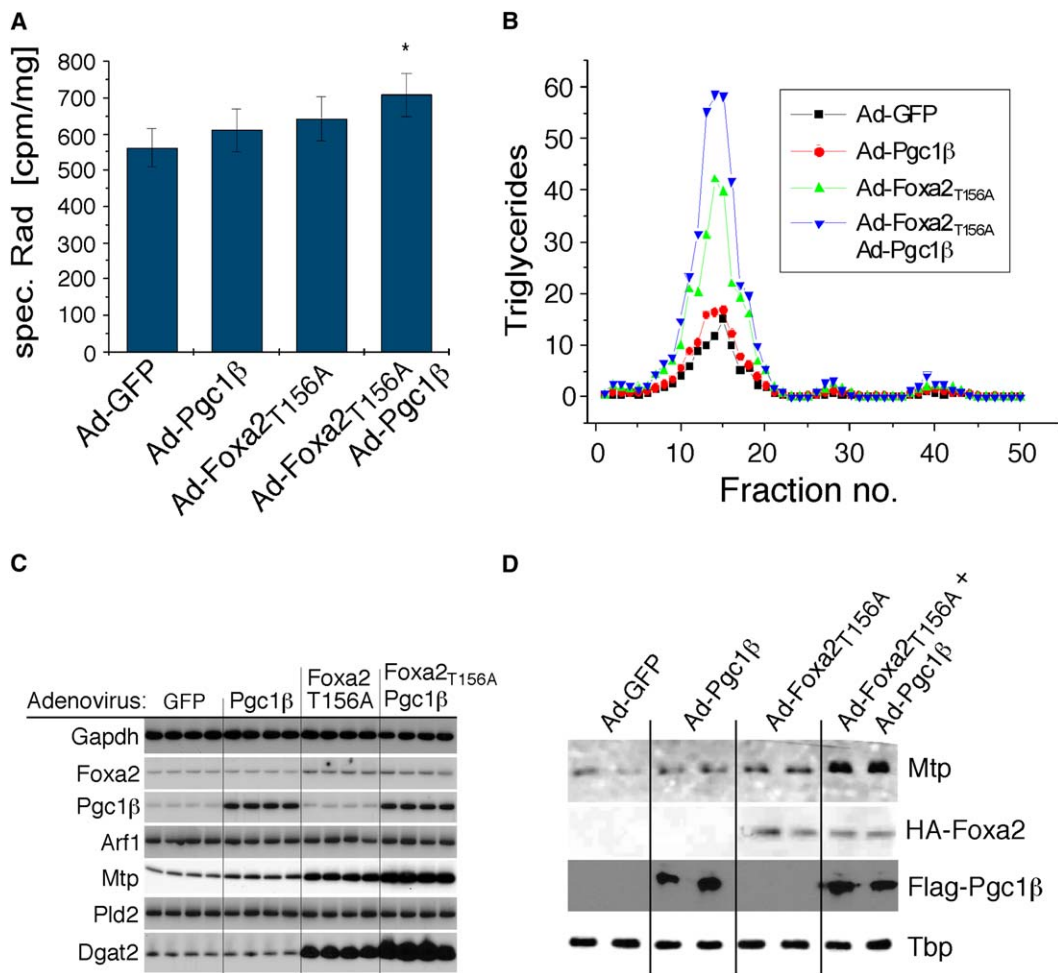 A
spec. Rad [cpm/mg]
800
700
600
500
400
300
200
100
0
*
Ad-GFP
Ad-Pgc1β
Ad-Foxa2T156A
Ad-Foxa2T156A
Ad-Pgc1β
B
Triglycerides
60
50
40
30
20
10
0
0 10 20 30 40 50
Fraction no.
Ad-GFP
Ad-Pgc1β
Ad-Foxa2T156A
Ad-Foxa2T156A
Ad-Pgc1β
C
Adenovirus:
GFP
Pgc1β
Foxa2
T156A
Foxa2T156A
Pgc1β
Gapdh
Foxa2
Pgc1β
Arf1
Mtp
Pld2
Dgat2
D
Ad-GFP
Ad-Pgc1β
Ad-Foxa2T156A
Ad-Foxa2T156A +
Ad-Pgc1β
Mtp
HA-Foxa2
Flag-Pgc1β
Tbp